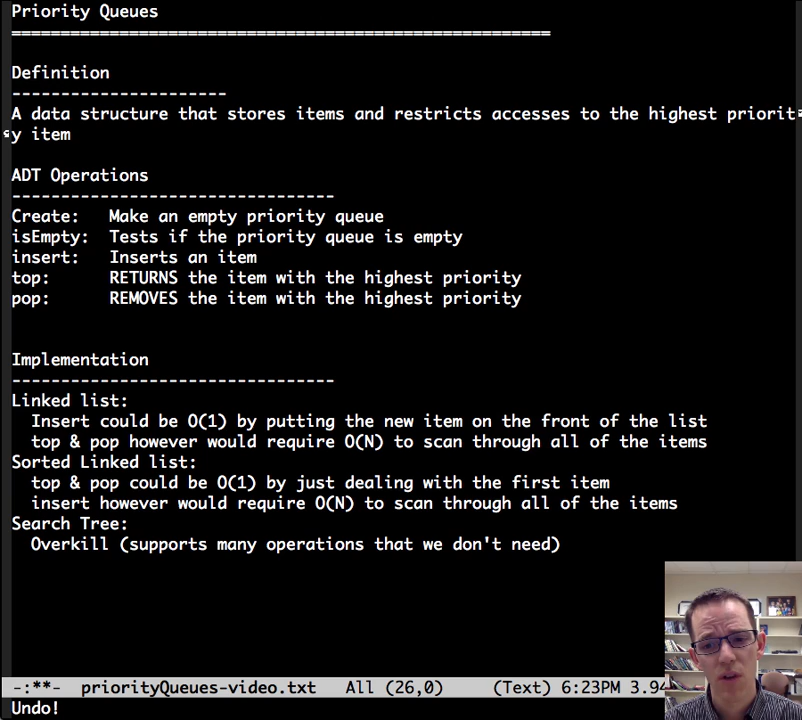 Priority Queues
=======================================================
Definition
----------------------
A data structure that stores items and restricts accesses to the highest priorit
y item
ADT Operations
---------------------------------
Create: Make an empty priority queue
isEmpty: Tests if the priority queue is empty
insert: Inserts an item
top: RETURNS the item with the highest priority
pop: REMOVES the item with the highest priority
Implementation
---------------------------------
Linked list:
Insert could be O(1) by putting the new item on the front of the list
top & pop however would require O(N) to scan through all of the items
Sorted Linked list:
top & pop could be O(1) by just dealing with the first item
insert however would require O(N) to scan through all of the items
Search Tree:
Overkill (supports many operations that we don't need)
-:**- priorityQueues-video.txt All (26,0) (Text) 6:23PM 3.94
Undo!